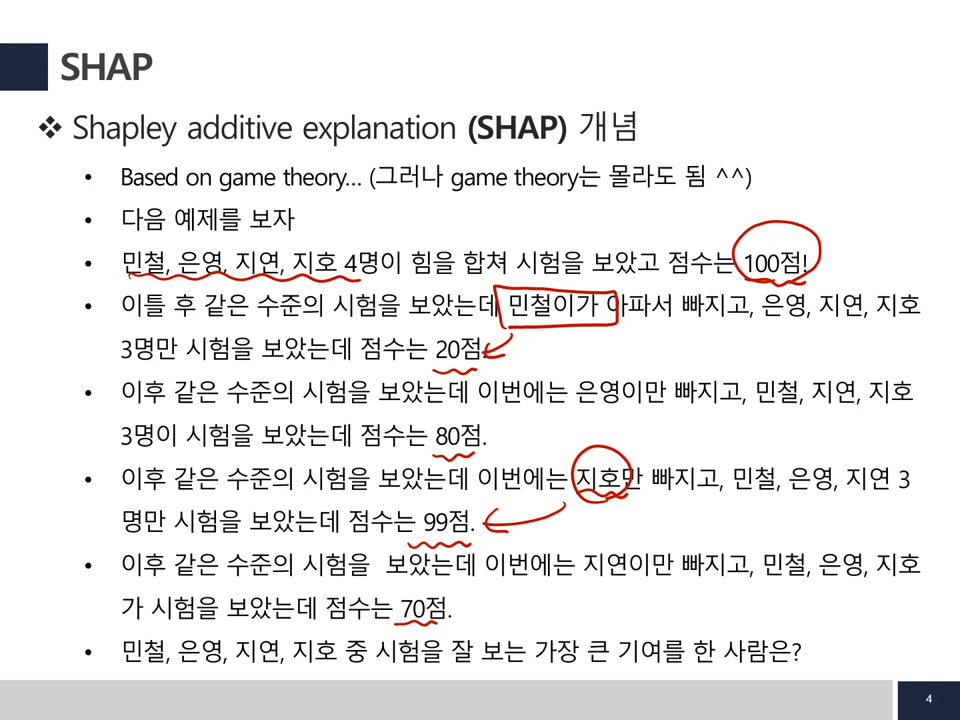 SHAP
❖ Shapley additive explanation (SHAP) 개념
• Based on game theory... (그러나 game theory는 몰라도 됨 ^^)
• 다음 예제를 보자
• 민철, 은영, 지연, 지호 4명이 힘을 합쳐 시험을 보았고 점수는 100점!
• 이틀 후 같은 수준의 시험을 보았는데 민철이가 아파서 빠지고, 은영, 지연, 지호
3명만 시험을 보았는데 점수는 20점.
• 이후 같은 수준의 시험을 보았는데 이번에는 은영이만 빠지고, 민철, 지연, 지호
3명이 시험을 보았는데 점수는 80점.
• 이후 같은 수준의 시험을 보았는데 이번에는 지호만 빠지고, 민철, 은영, 지연 3
명만 시험을 보았는데 점수는 99점.
• 이후 같은 수준의 시험을 보았는데 이번에는 지연이만 빠지고, 민철, 은영, 지호
가 시험을 보았는데 점수는 70점.
• 민철, 은영, 지연, 지호 중 시험을 잘 보는 가장 큰 기여를 한 사람은?
4